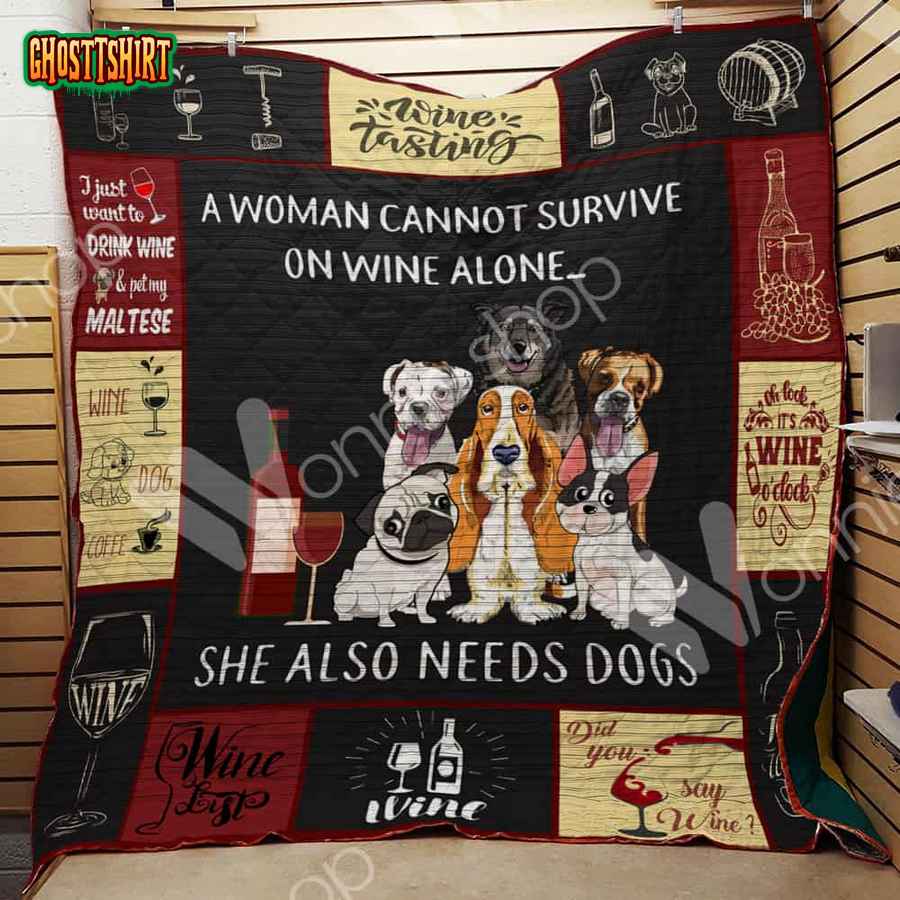 GHOSTTSHIRT
wine
tasting
I just
want to
DRINK WINE
& pet my
MALTESE
A WOMAN CANNOT SURVIVE
ON WINE ALONE...
Oh look
IT'S
WINE
o'clock
WINE
DOG
COFFEE
WINE
SHE ALSO NEEDS DOGS
Wine
List
Wine
Did
you
say
Wine?
Vonnieshop